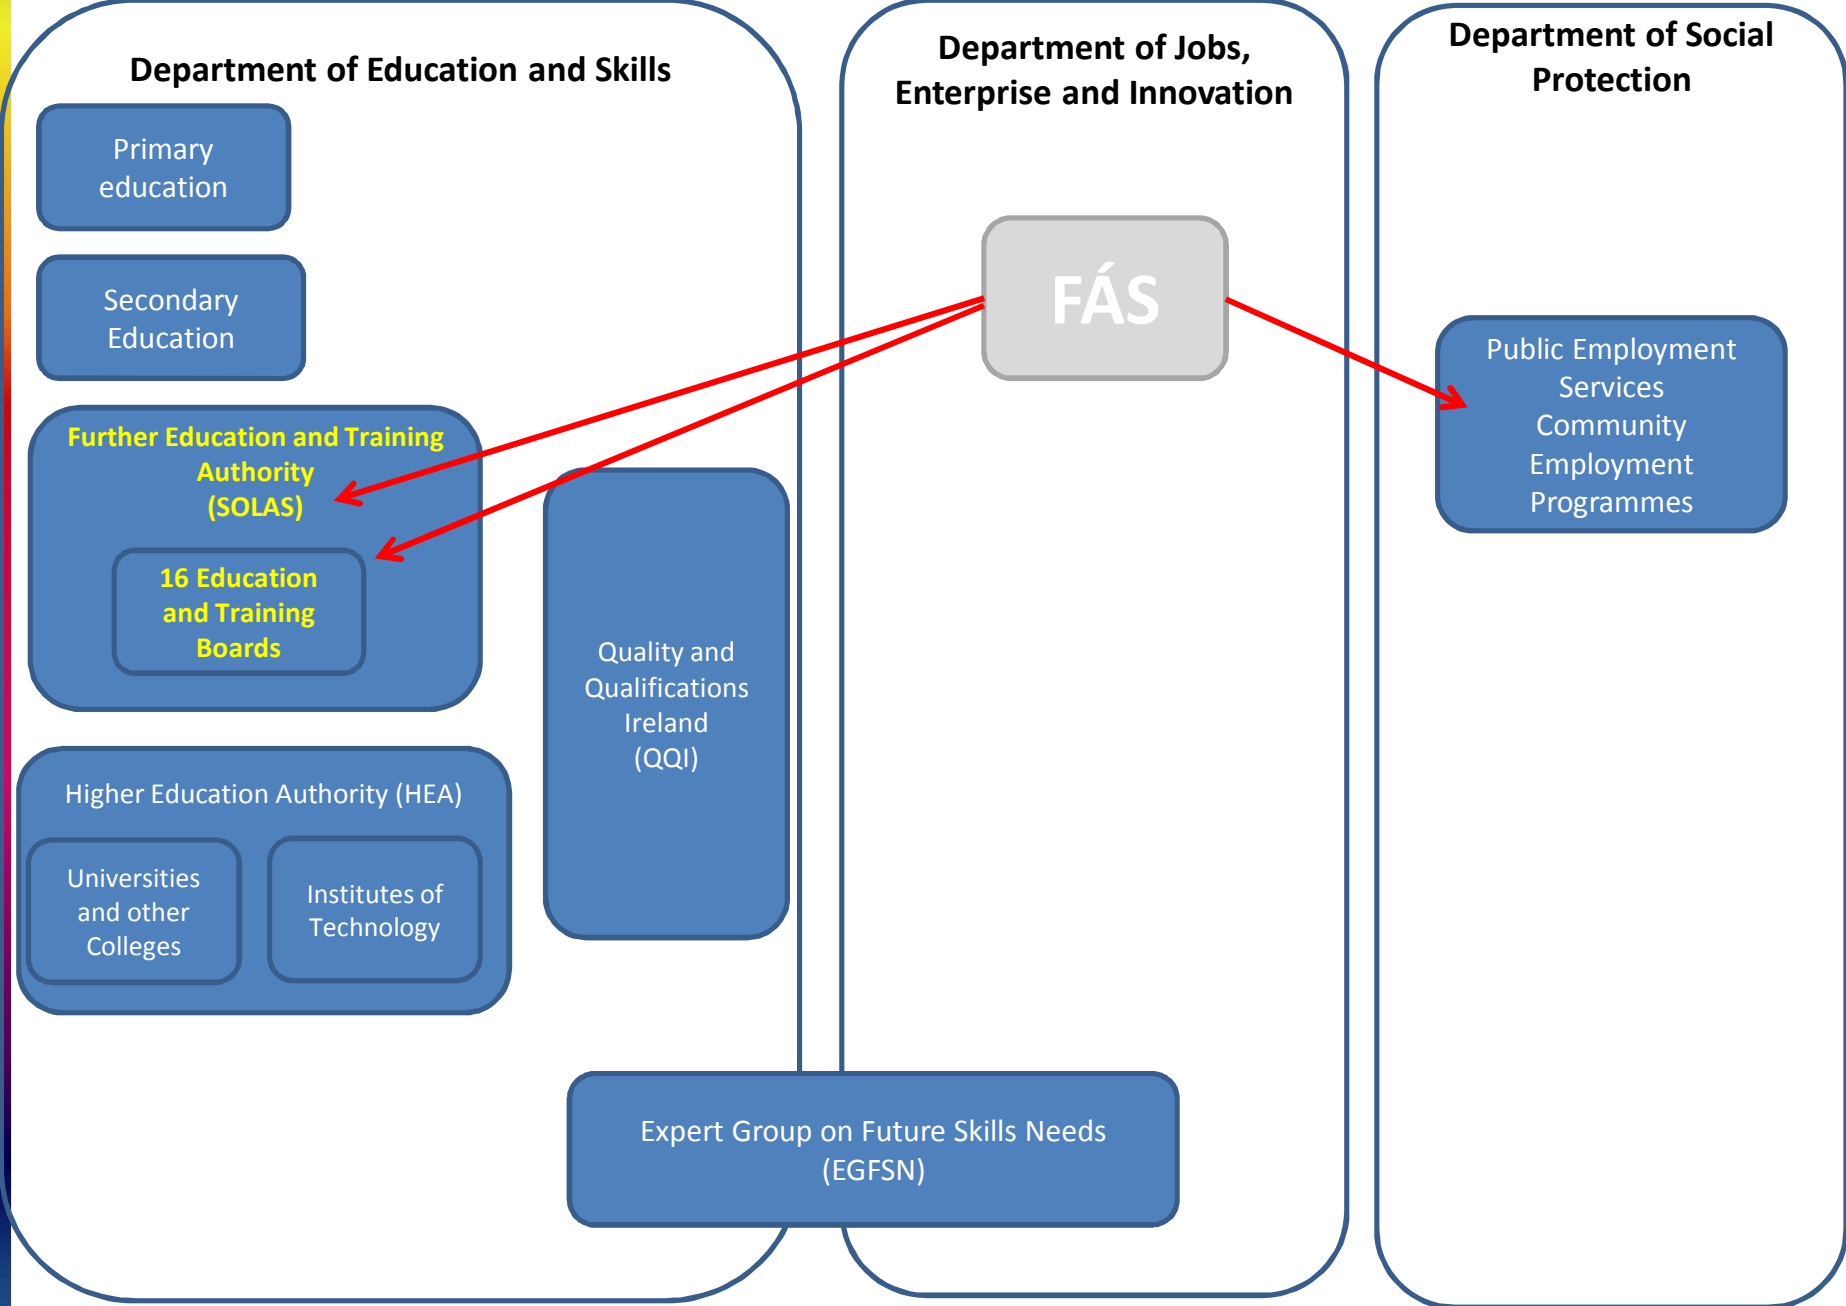 Department of Education and Skills
Primary
education
Secondary
Education
Further Education and Training
Authority
(SOLAS)
16 Education
and Training
Boards
Quality and
Qualifications
Ireland
(QQI)
Higher Education Authority (HEA)
Universities
and other
Colleges
Institutes of
Technology
Department of Jobs,
Enterprise and Innovation
FÁS
Expert Group on Future Skills Needs
(EGFSN)
Department of Social
Protection
Public Employment
Services
Community
Employment
Programmes